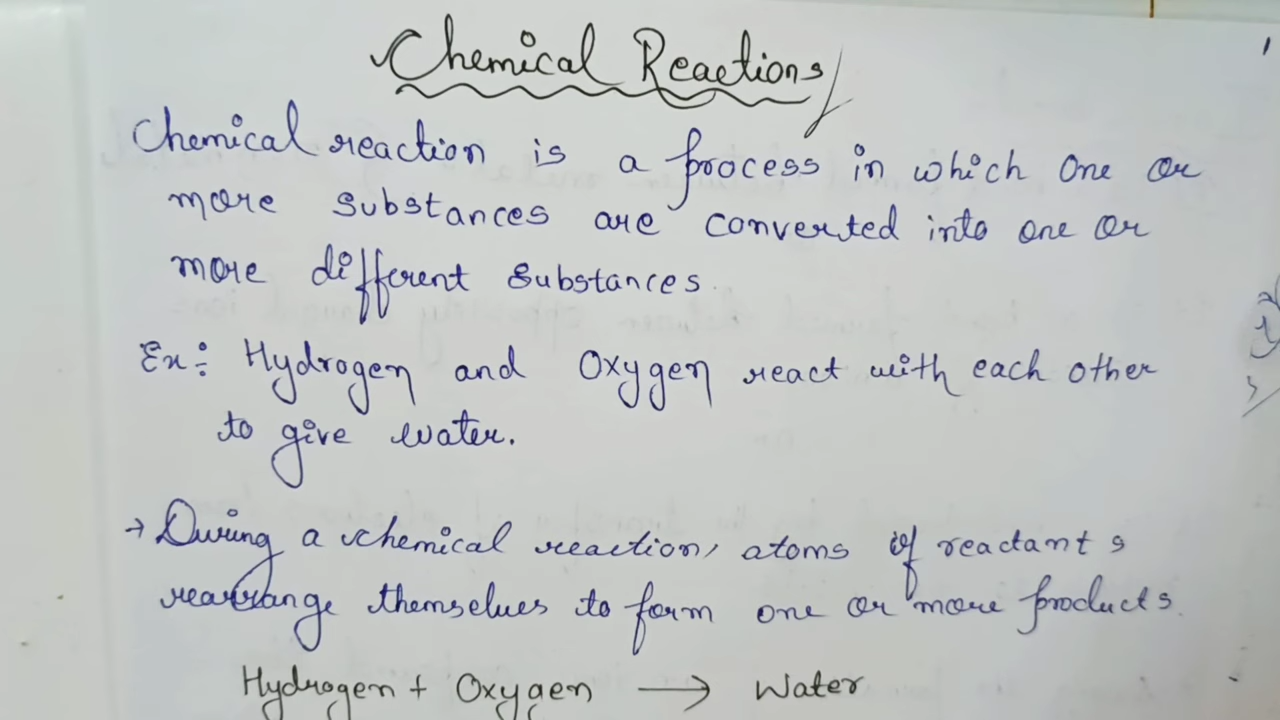 Chemical Reactions
Chemical reaction is a process in which one or
more substances are converted into one or
more different substances.
Ex:- Hydrogen and Oxygen react with each other
to give water.
→ During a chemical reaction, atoms of reactants
rearrange themselves to form one or more products.
Hydrogen + Oxygen → Water